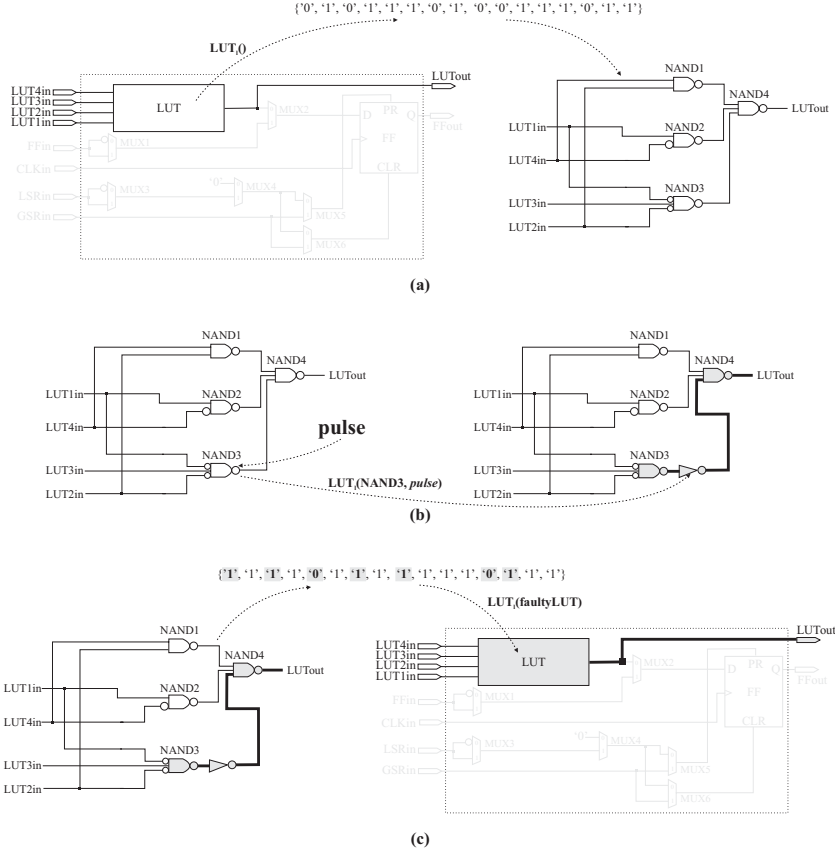 {'0', '1', '0', '1', '1', '1', '1', '0', '1', '0', '0', '1', '1', '1', '0', '1', '1'}
LUTi()
LUT4in
LUT3in
LUT2in
LUT1in
LUT
LUTout
MUX2
D PR Q
FF
CLR
FFout
FFin
MUX1
CLKin
LSRin
MUX3
'0'
MUX4
GSRin
MUX5
MUX6
NAND1
NAND4
LUTout
LUT1in
NAND2
LUT4in
NAND3
LUT3in
LUT2in
(a)
NAND1
NAND4
LUTout
LUT1in
NAND2
LUT4in
pulse
NAND3
LUT3in
LUT2in
LUTi(NAND3, pulse)
NAND1
NAND4
LUTout
LUT1in
NAND2
LUT4in
NAND3
LUT3in
LUT2in
(b)
{'1', '1', '1', '1', '0', '1', '1', '1', '1', '1', '1', '1', '0', '1', '1', '1'}
LUTi(faultyLUT)
NAND1
NAND4
LUTout
LUT1in
NAND2
LUT4in
NAND3
LUT3in
LUT2in
LUT4in
LUT3in
LUT2in
LUT1in
LUT
LUTout
MUX2
D PR Q
FF
CLR
FFout
FFin
MUX1
CLKin
LSRin
MUX3
'0'
MUX4
GSRin
MUX5
MUX6
(c)